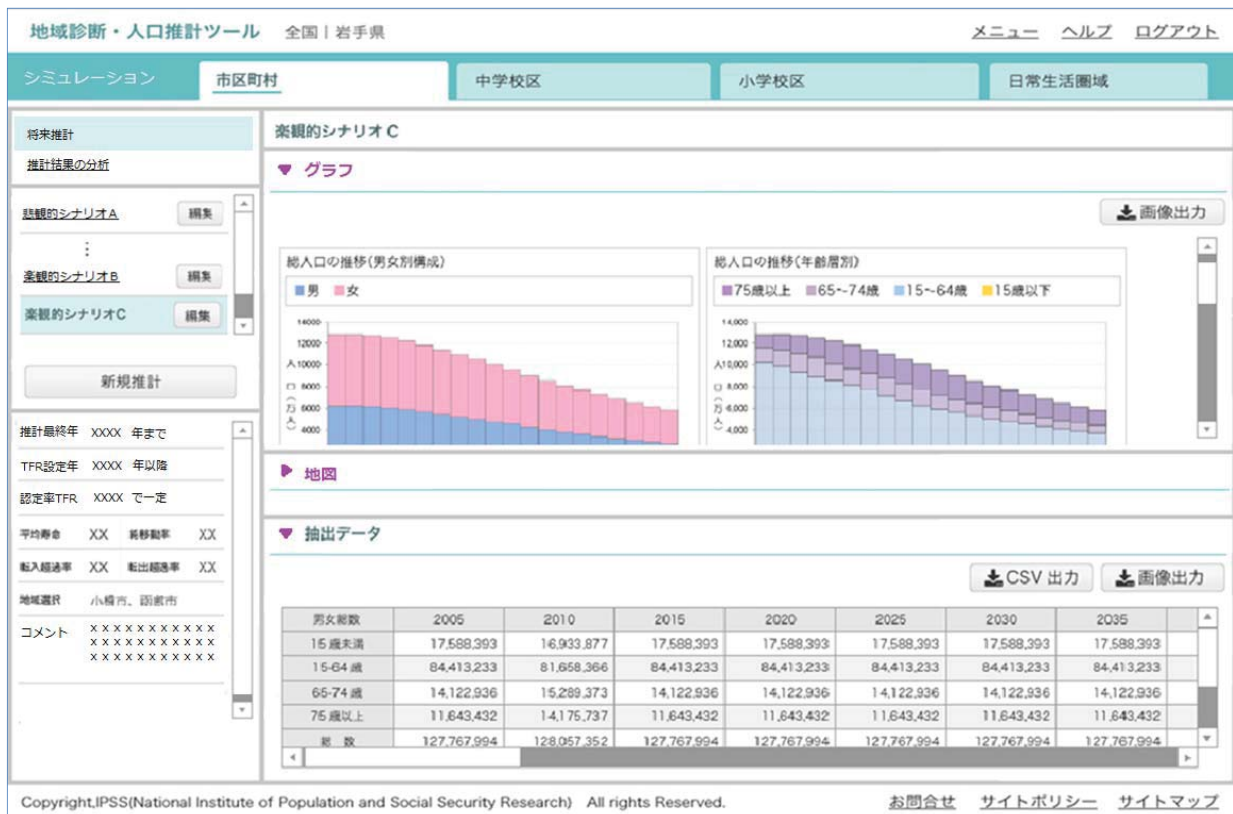 地域診断・人口推計ツール 全国 | 岩手県
メニュー ヘルプ ログアウト
シミュレーション 市区町村 中学校区 小学校区 日常生活圏域
将来推計
推計結果の分析
悲観的シナリオA 編集
⋮
楽観的シナリオB 編集
楽観的シナリオC 編集
新規推計
推計最終年 XXXX 年まで
TFR設定年 XXXX 年以降
認定率TFR XXXX で一定
平均寿命 XX 純移動率 XX
転入超過率 XX 転出超過率 XX
地域選択 小樽市、函館市
コメント XXXXXXXXXXX
XXXXXXXXXXX
XXXXXXXXXXX
楽観的シナリオC
▼ グラフ
画像出力
総人口の推移(男女別構成)
■男 ■女
14000
12000
10000
8000
6000
4000
人口(万人)
総人口の推移(年齢層別)
■75歳以上 ■65~74歳 ■15~64歳 ■15歳以下
14,000
12,000
10,000
8,000
6,000
4,000
人口(万人)
▶ 地図
▼ 抽出データ
CSV 出力 画像出力
男女総数 2005 2010 2015 2020 2025 2030 2035
15歳未満 17,588,393 16,933,877 17,588,393 17,588,393 17,588,393 17,588,393 17,588,393
15-64歳 84,413,233 81,658,366 84,413,233 84,413,233 84,413,233 84,413,233 84,413,233
65-74歳 14,122,936 15,289,373 14,122,936 14,122,936 14,122,936 14,122,936 14,122,936
75歳以上 11,643,432 14,175,737 11,643,432 11,643,432 11,643,432 11,643,432 11,643,432
総 数 127,767,994 128,057,352 127,767,994 127,767,994 127,767,994 127,767,994 127,767,994
Copyright,IPSS(National Institute of Population and Social Security Research) All rights Reserved.
お問合せ サイトポリシー サイトマップ